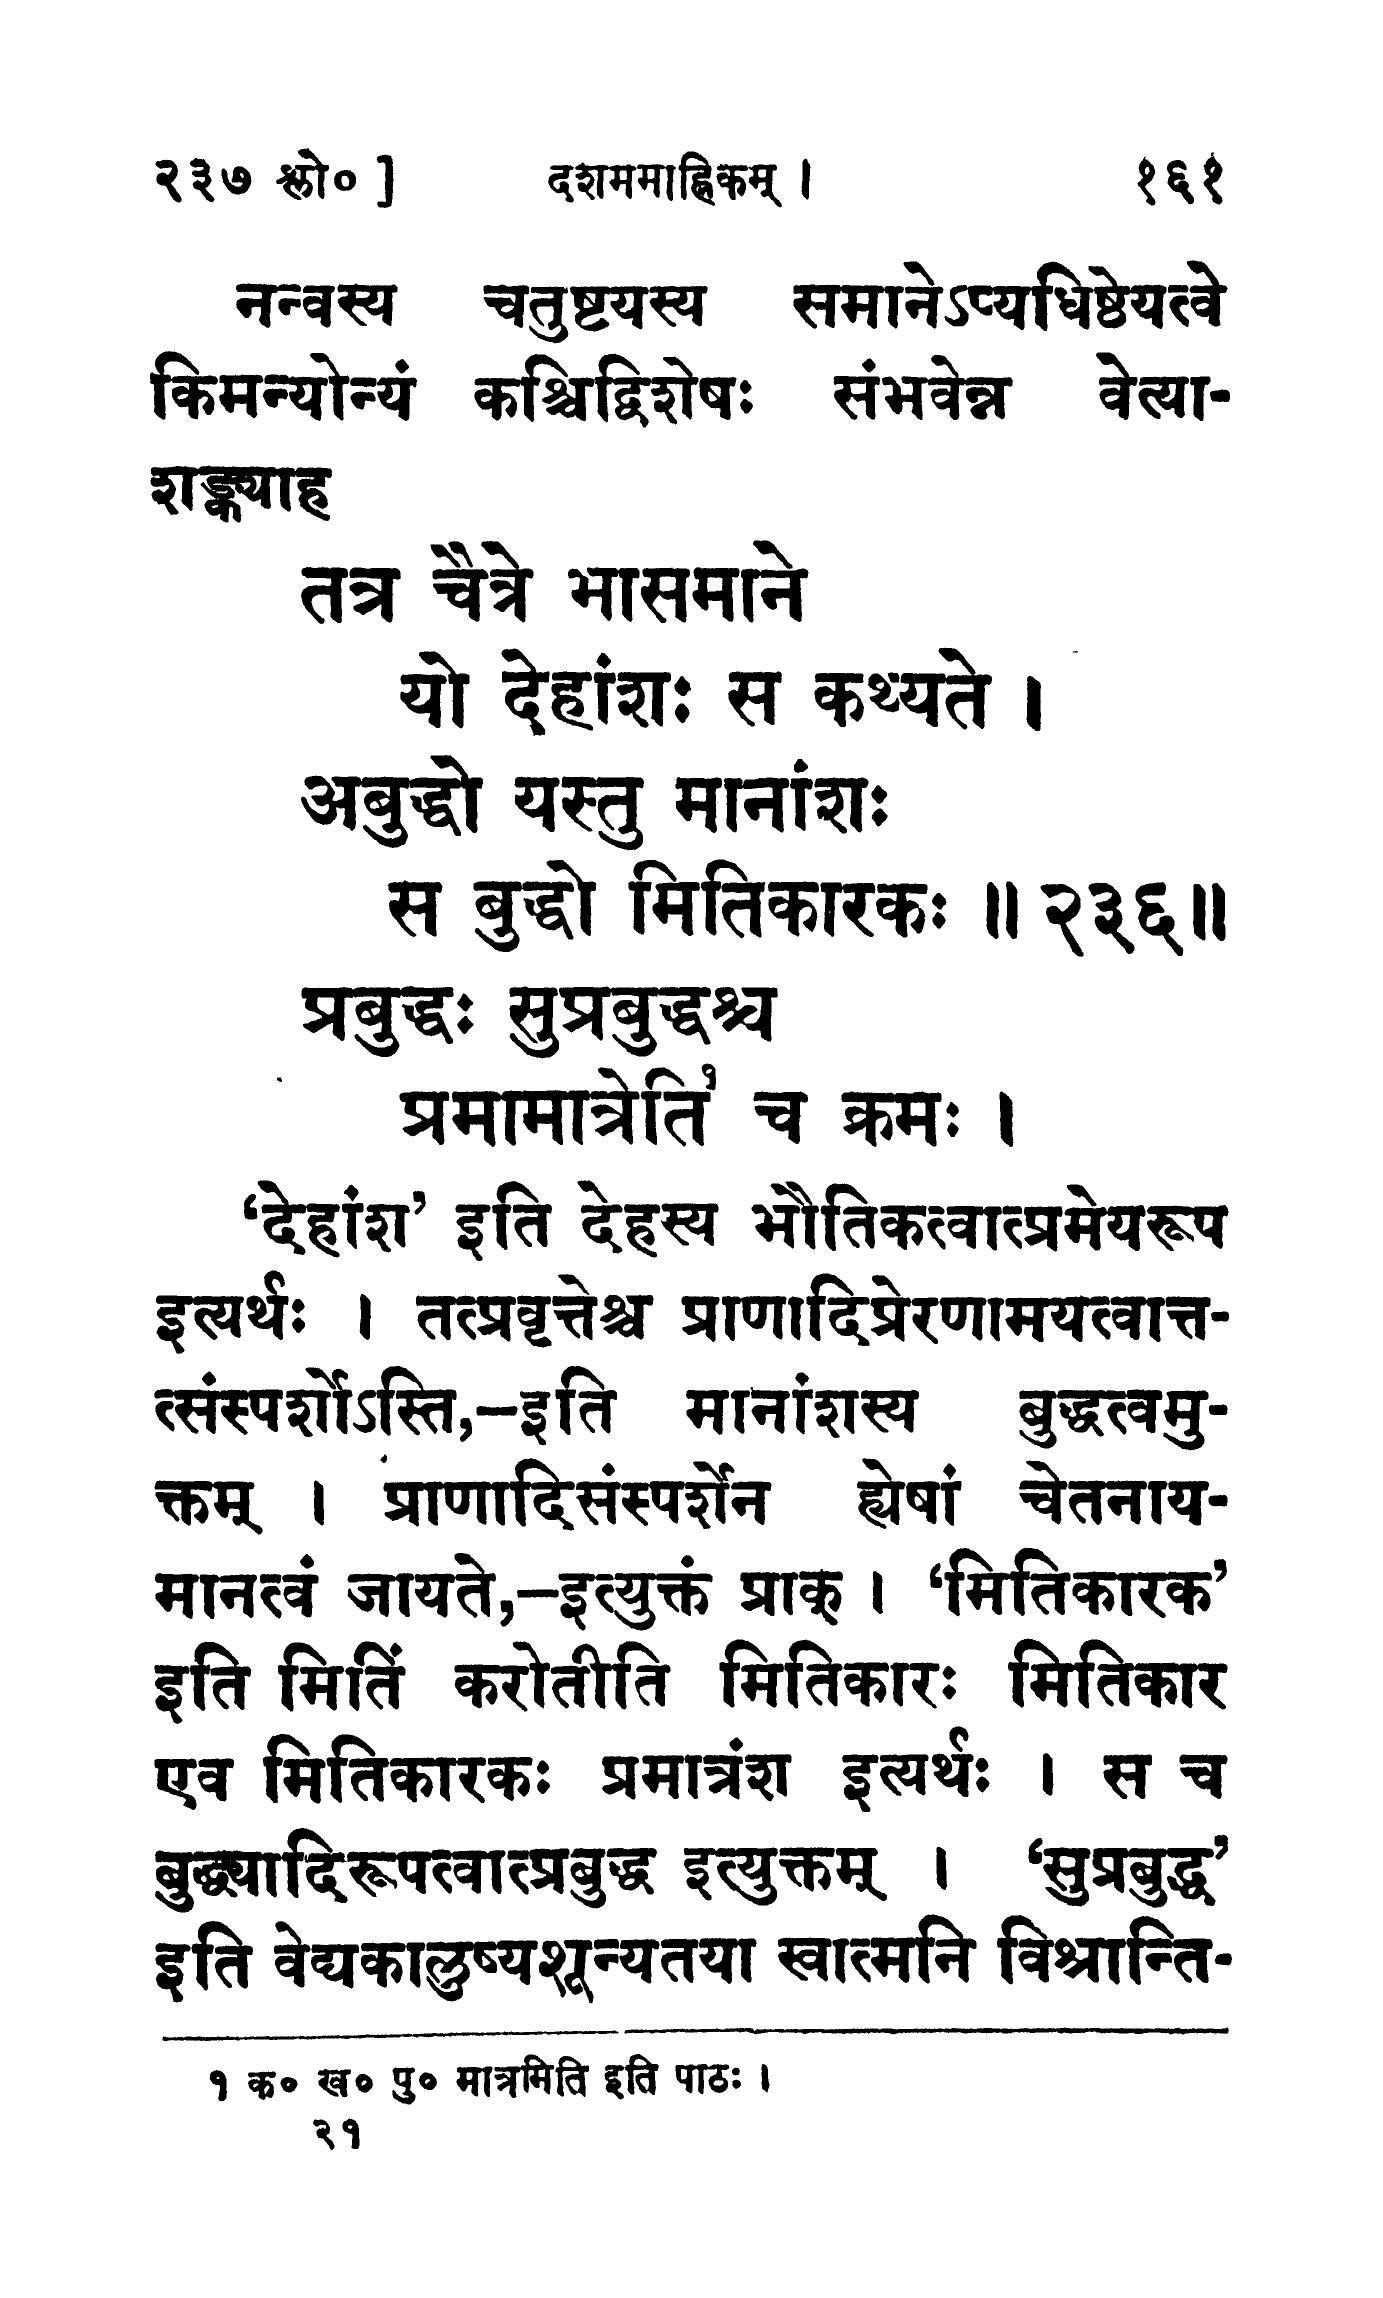 २३७ श्लो० ] दशममाह्निकम् । १६१
नन्वस्य चतुष्टयस्य समानेऽप्यधिष्ठेयत्वे
किमन्योन्यं कश्चिद्विशेषः संभवेन्न वेत्या-
शङ्क्याह
तत्र चैत्रे भासमाने
यो देहांशः स कथ्यते ।
अबुद्धो यस्तु मानांशः
स बुद्धो मितिकारकः ॥ २३६॥
प्रबुद्धः सुप्रबुद्धश्च
प्रमामात्रेति१ च क्रमः ।
‘देहांश’ इति देहस्य भौतिकत्वात्प्रमेयरूप
इत्यर्थः । तत्प्रवृत्तेश्च प्राणादिप्रेरणामयत्वात्त-
त्संस्पर्शोऽस्ति,–इति मानांशस्य बुद्धत्वमु-
क्तम् । प्राणादिसंस्पर्शेन ह्येषां चेतनाय-
मानत्वं जायते,–इत्युक्तं प्राक् । ‘मितिकारक’
इति मितिं करोतीति मितिकारः मितिकार
एव मितिकारकः प्रमात्रंश इत्यर्थः । स च
बुद्ध्यादिरूपत्वात्प्रबुद्ध इत्युक्तम् । ‘सुप्रबुद्ध’
इति वेद्यकालुष्यशून्यतया स्वात्मनि विश्रान्ति-
१ क० ख० पु० मात्रमिति इति पाठः ।
२१